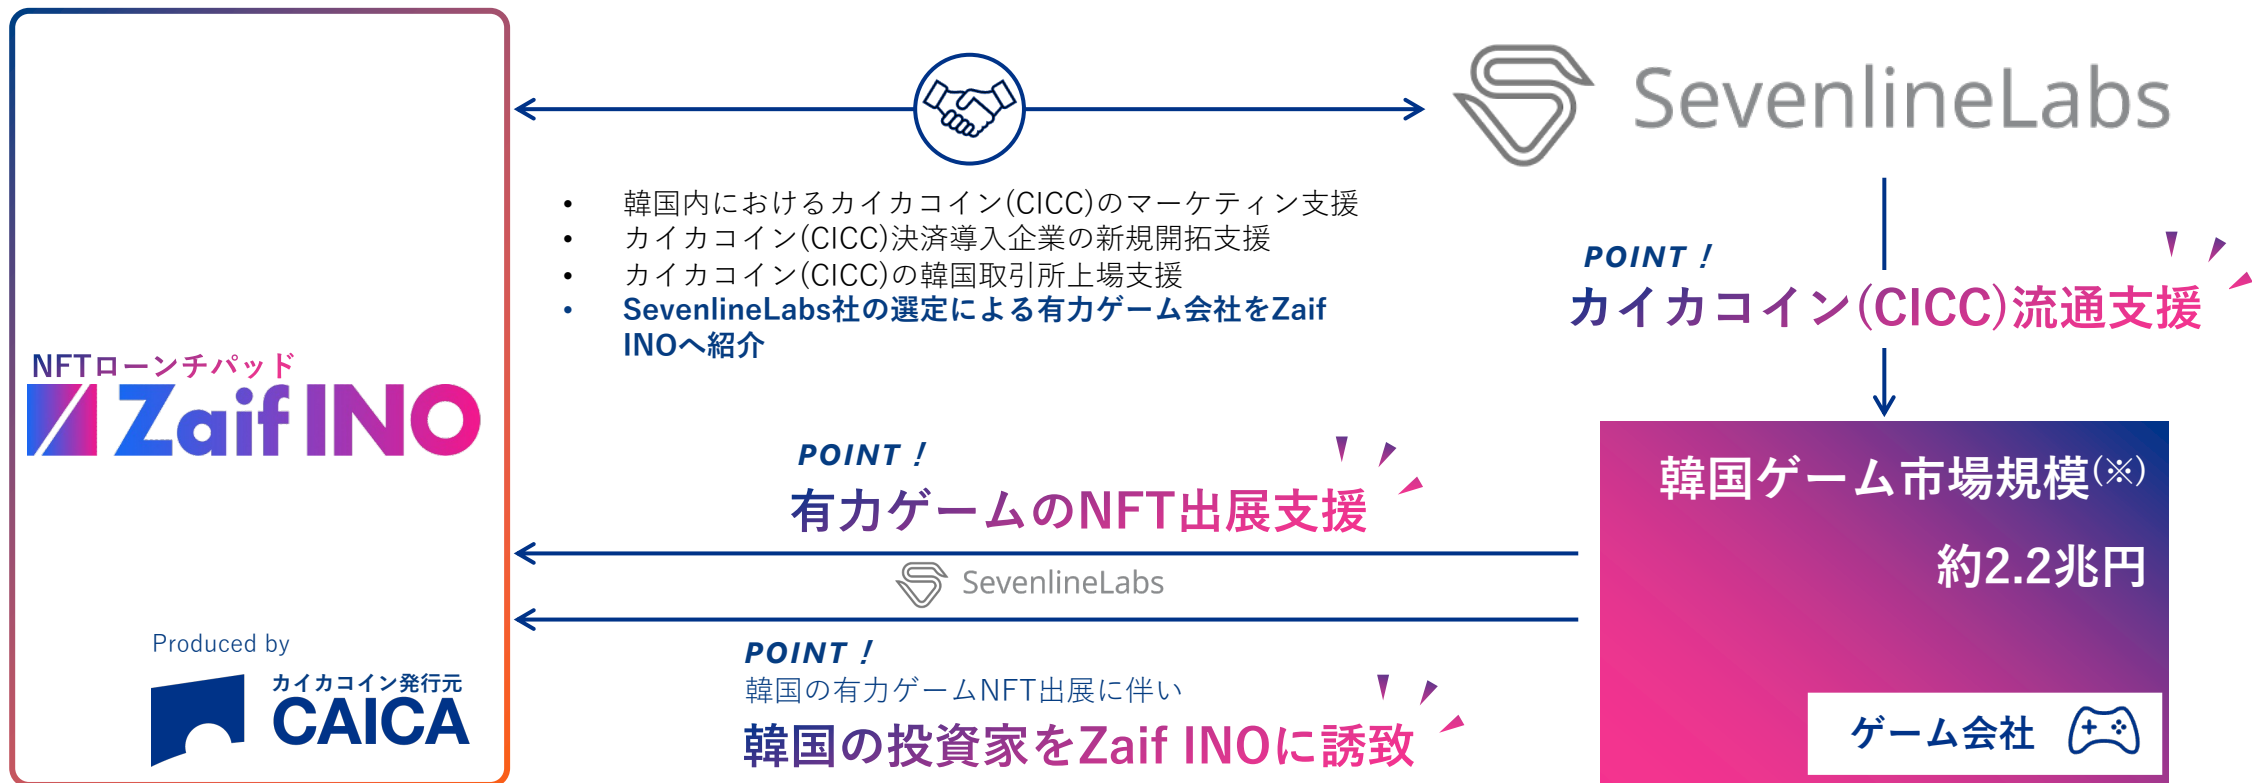 NFTローンチパッド
Zaif INO
Produced by
カイカコイン発行元
CAICA
SevenlineLabs
• 韓国内におけるカイカコイン(CICC)のマーケティン支援
• カイカコイン(CICC)決済導入企業の新規開拓支援
• カイカコイン(CICC)の韓国取引所上場支援
• SevenlineLabs社の選定による有力ゲーム会社をZaif
INOへ紹介
POINT！
カイカコイン(CICC)流通支援
POINT！
有力ゲームのNFT出展支援
SevenlineLabs
POINT！
韓国の有力ゲームNFT出展に伴い
韓国の投資家をZaif INOに誘致
韓国ゲーム市場規模(※)
約2.2兆円
ゲーム会社